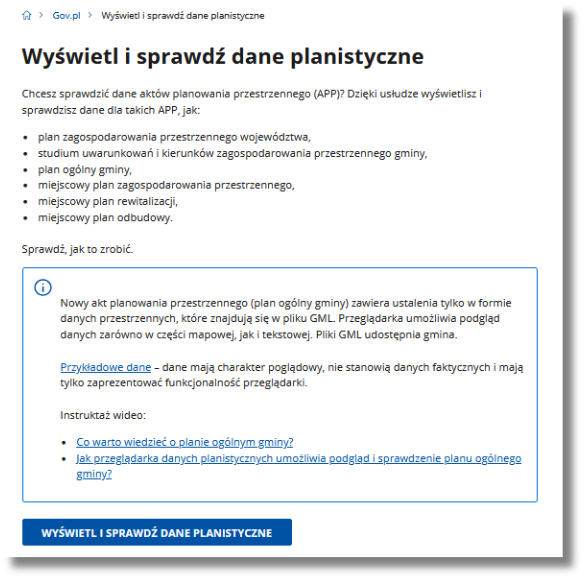 Gov.pl > Wyświetl i sprawdź dane planistyczne
Wyświetl i sprawdź dane planistyczne
Chcesz sprawdzić dane aktów planowania przestrzennego (APP)? Dzięki usłudze wyświetlisz i
sprawdzisz dane dla takich APP, jak:
• plan zagospodarowania przestrzennego województwa,
• studium uwarunkowań i kierunków zagospodarowania przestrzennego gminy,
• plan ogólny gminy,
• miejscowy plan zagospodarowania przestrzennego,
• miejscowy plan rewitalizacji,
• miejscowy plan odbudowy.
Sprawdź, jak to zrobić.
Nowy akt planowania przestrzennego (plan ogólny gminy) zawiera ustalenia tylko w formie
danych przestrzennych, które znajdują się w pliku GML. Przeglądarka umożliwia podgląd
danych zarówno w części mapowej, jak i tekstowej. Pliki GML udostępnia gmina.
Przykładowe dane – dane mają charakter poglądowy, nie stanowią danych faktycznych i mają
tylko zaprezentować funkcjonalność przeglądarki.
Instruktaż wideo:
• Co warto wiedzieć o planie ogólnym gminy?
• Jak przeglądarka danych planistycznych umożliwia podgląd i sprawdzenie planu ogólnego
gminy?
WYŚWIETL I SPRAWDŹ DANE PLANISTYCZNE